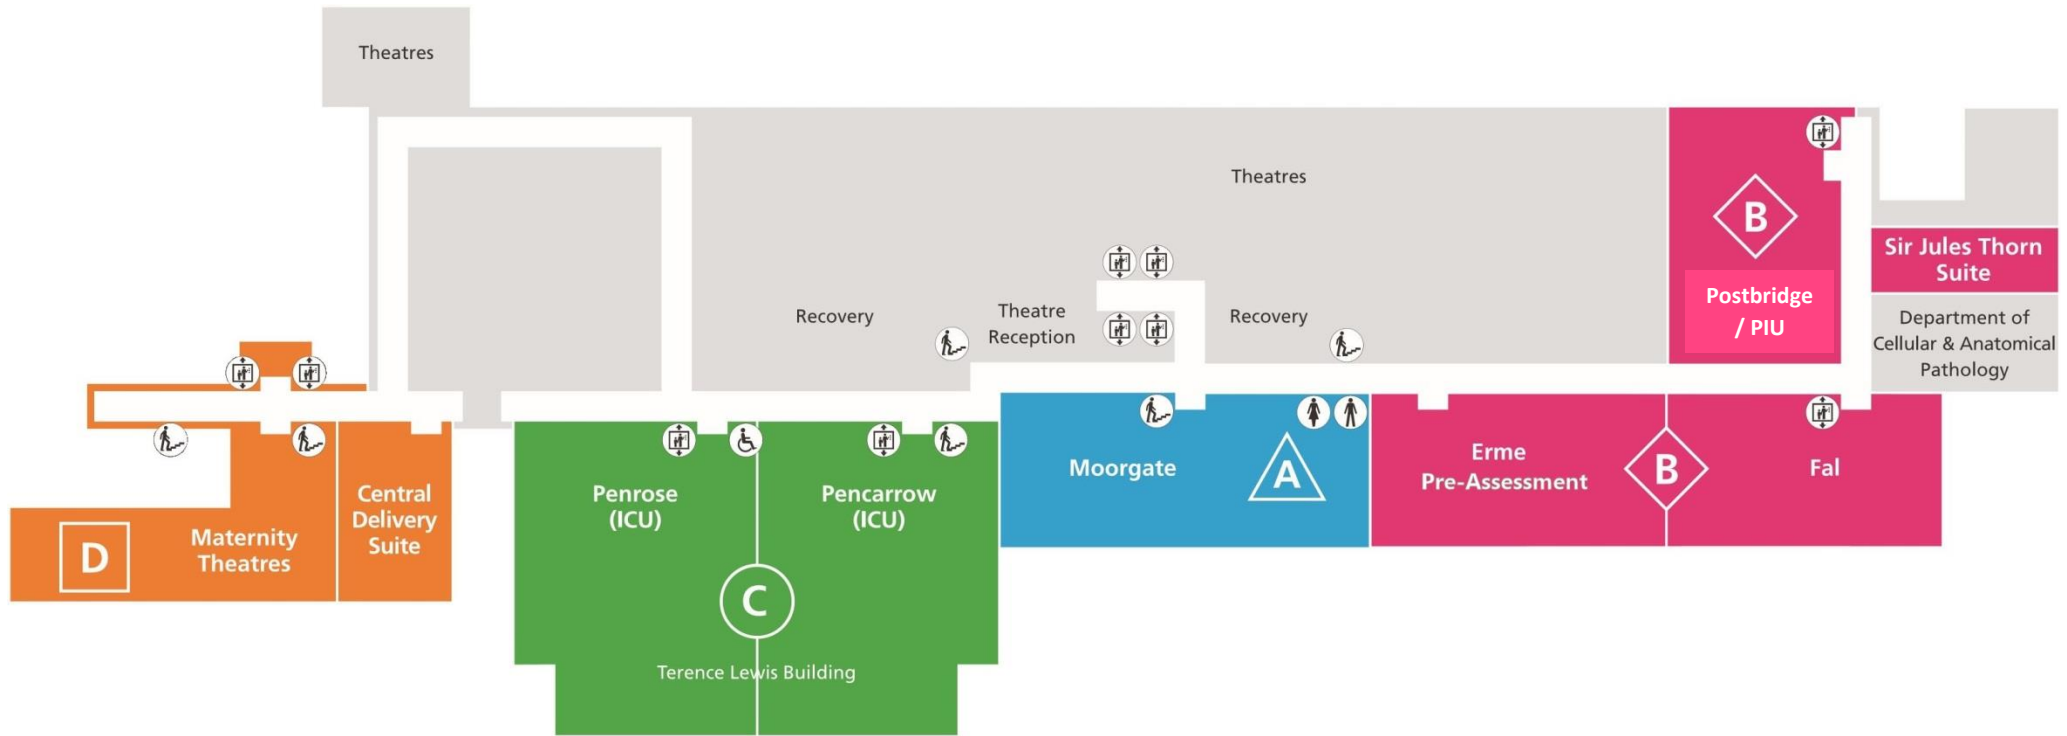 Theatres
Theatres
B
Sir Jules Thorn
Suite
Postbridge
/ PIU
Recovery
Theatre
Reception
Recovery
Department of
Cellular & Anatomical
Pathology
D
Maternity
Theatres
Central
Delivery
Suite
Penrose
(ICU)
Pencarrow
(ICU)
C
Terence Lewis Building
Moorgate
A
Erme
Pre-Assessment
B
Fal